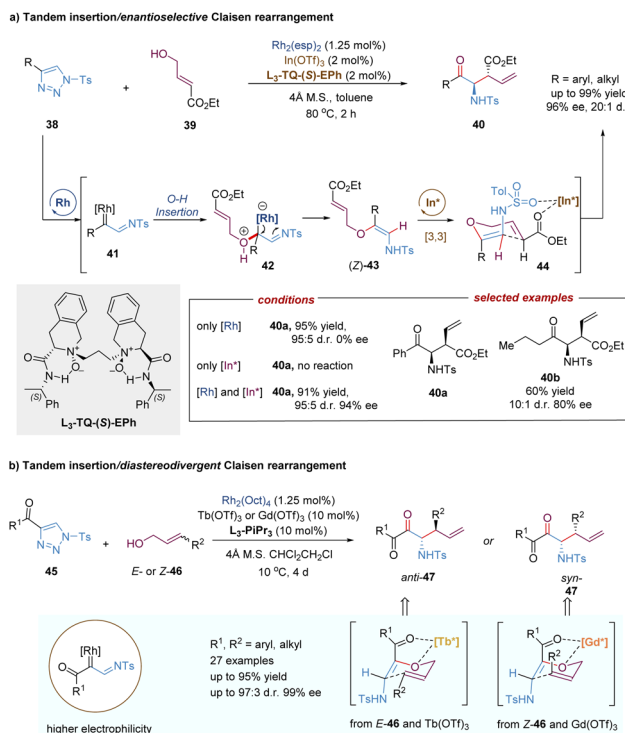 a) Tandem insertion/enantioselective Claisen rearrangement
R
N
N
N
Ts
38
+
HO
CO₂Et
39
Rh₂(esp)₂ (1.25 mol%)
In(OTf)₃ (2 mol%)
L₃-TQ-(S)-EPh (2 mol%)
4Å M.S., toluene
80 °C, 2 h
O
CO₂Et
R
NHTs
40
R = aryl, alkyl
up to 99% yield
96% ee, 20:1 d.
Rh
[Rh]
R
NTs
41
O-H
Insertion
CO₂Et
[Rh]
⊖
NTs
O
⊕
H
R
42
CO₂Et
O
R
H
NHTs
(Z)-43
In*
[3,3]
Tol
O
S
O
[In*]
HN
O
O
OEt
R
H
H
44
N⁺
N⁺
O
O⁻
⁻O
O
N
H
H
N
Ph
(S)
(S)
Ph
L₃-TQ-(S)-EPh
conditions
selected examples
only [Rh] 40a, 95% yield,
95:5 d.r. 0% ee
only [In*] 40a, no reaction
[Rh] and [In*] 40a, 91% yield,
95:5 d.r. 94% ee
O
Ph
OEt
NHTs
O
40a
O
Me
OEt
NHTs
O
40b
60% yield
10:1 d.r. 80% ee
b) Tandem insertion/diastereodivergent Claisen rearrangement
O
R¹
N
N
N
Ts
45
+
HO
R²
E- or Z-46
Rh₂(Oct)₄ (1.25 mol%)
Tb(OTf)₃ or Gd(OTf)₃ (10 mol%)
L₃-PiPr₃ (10 mol%)
4Å M.S. CHCl₂CH₂Cl
10 °C, 4 d
O
R²
R¹
O
NHTs
anti-47
or
O
R²
R¹
O
NHTs
syn-
47
[Rh]
O
NTs
R¹
higher electrophilicity
R¹, R² = aryl, alkyl
27 examples
up to 95% yield
up to 97:3 d.r. 99% ee
R¹
O
[Tb*]
O
H
R²
TsHN
from E-46 and Tb(OTf)₃
R¹
O
[Gd*]
R²
O
H
TsHN
from Z-46 and Gd(OTf)₃